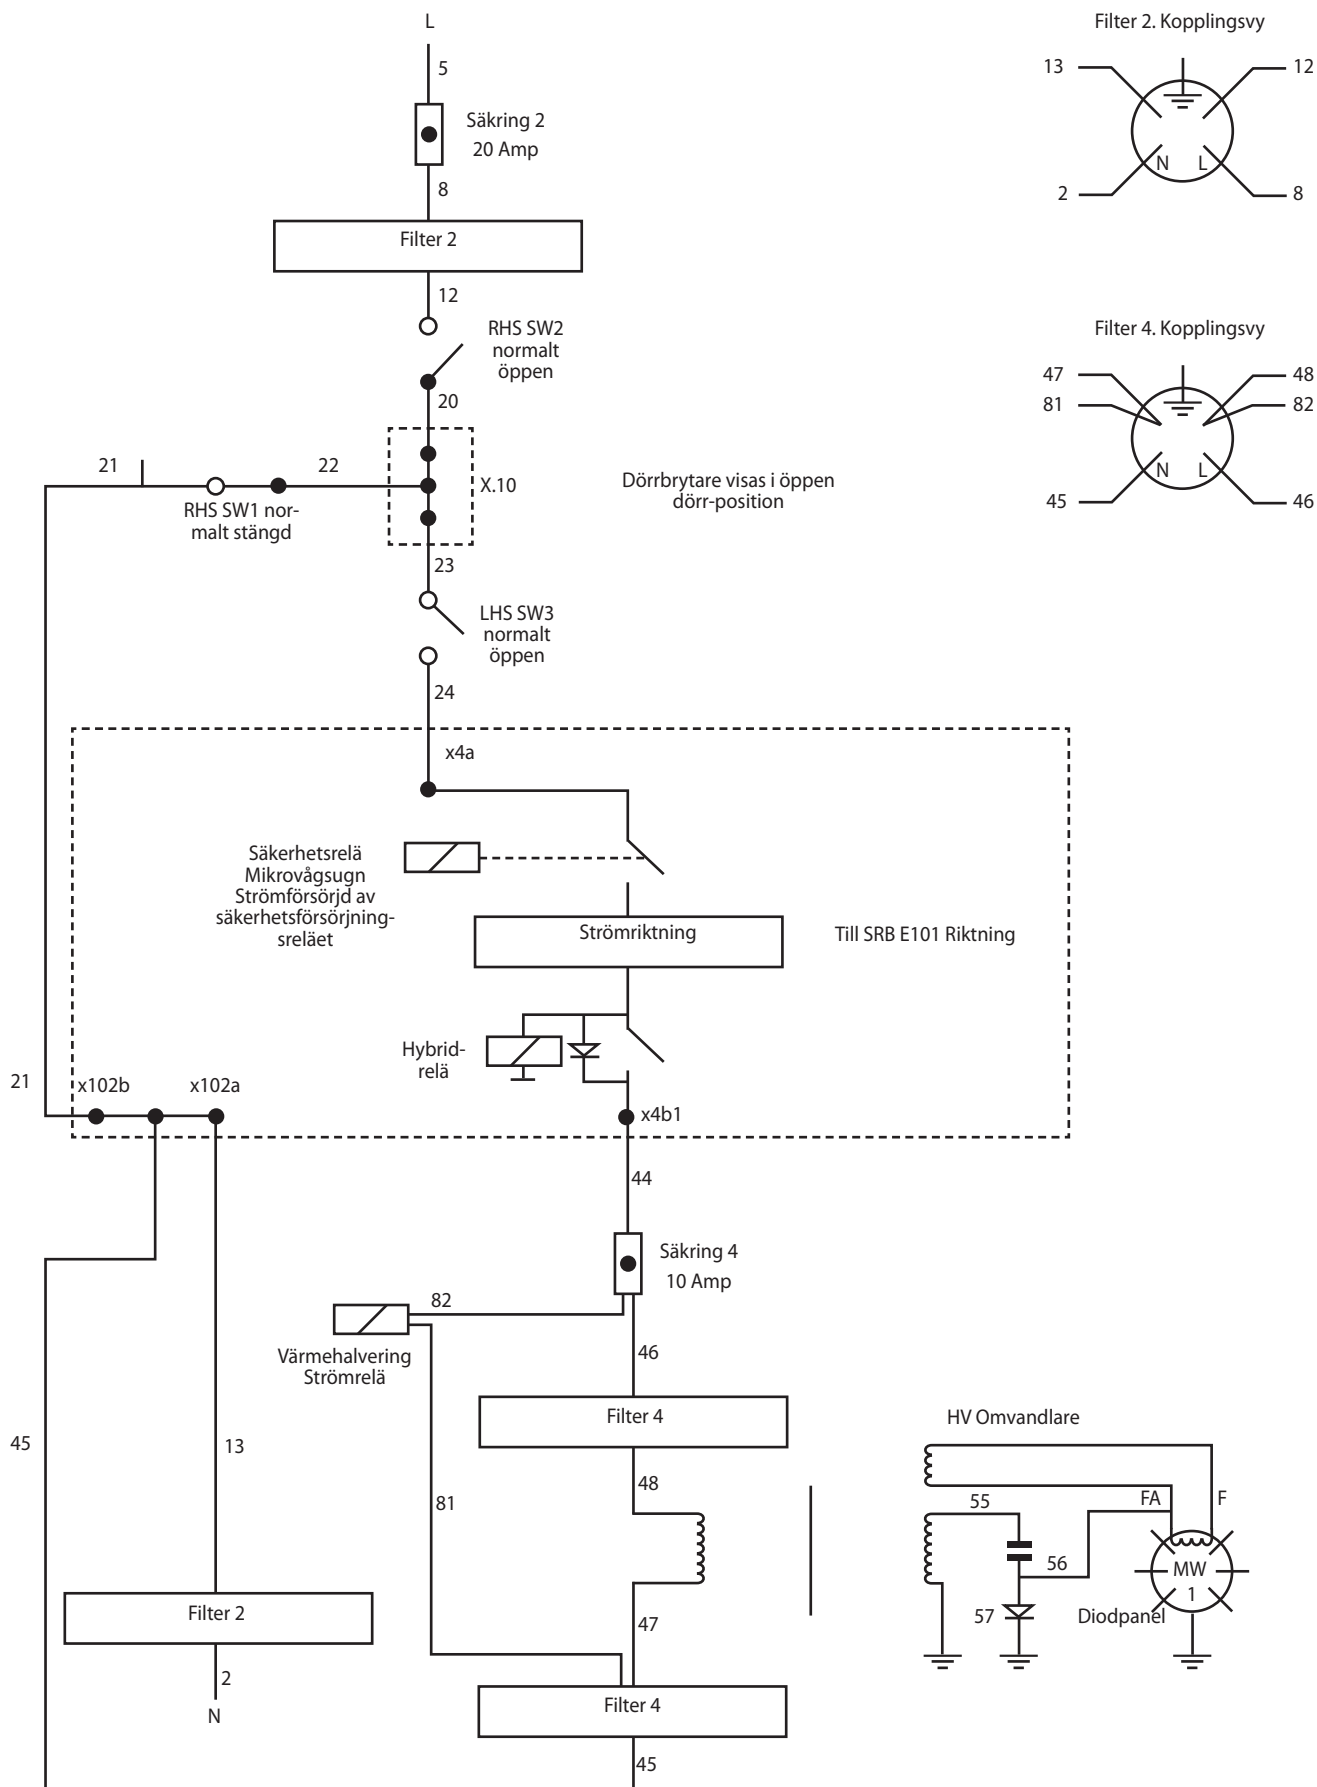 L
5
Säkring 2
20 Amp
8
Filter 2
12
RHS SW2
normalt
öppen
20
21
22
X.10
RHS SW1 nor-
malt stängd
Dörrbrytare visas i öppen
dörr-position
23
LHS SW3
normalt
öppen
24
Filter 2. Kopplingsvy
13
12
N
L
2
8
Filter 4. Kopplingsvy
47
48
81
82
N
L
45
46
x4a
Säkerhetsrelä
Mikrovågsugn
Strömförsörjd av
säkerhetsförsörjning-
sreläet
Strömriktning
Till SRB E101 Riktning
Hybrid-
relä
21
x102b
x102a
x4b1
44
Säkring 4
10 Amp
82
Värmehalvering
Strömrelä
46
Filter 4
45
13
48
81
47
Filter 2
2
N
Filter 4
45
HV Omvandlare
55
FA
F
56
MW
1
57
Diodpanel